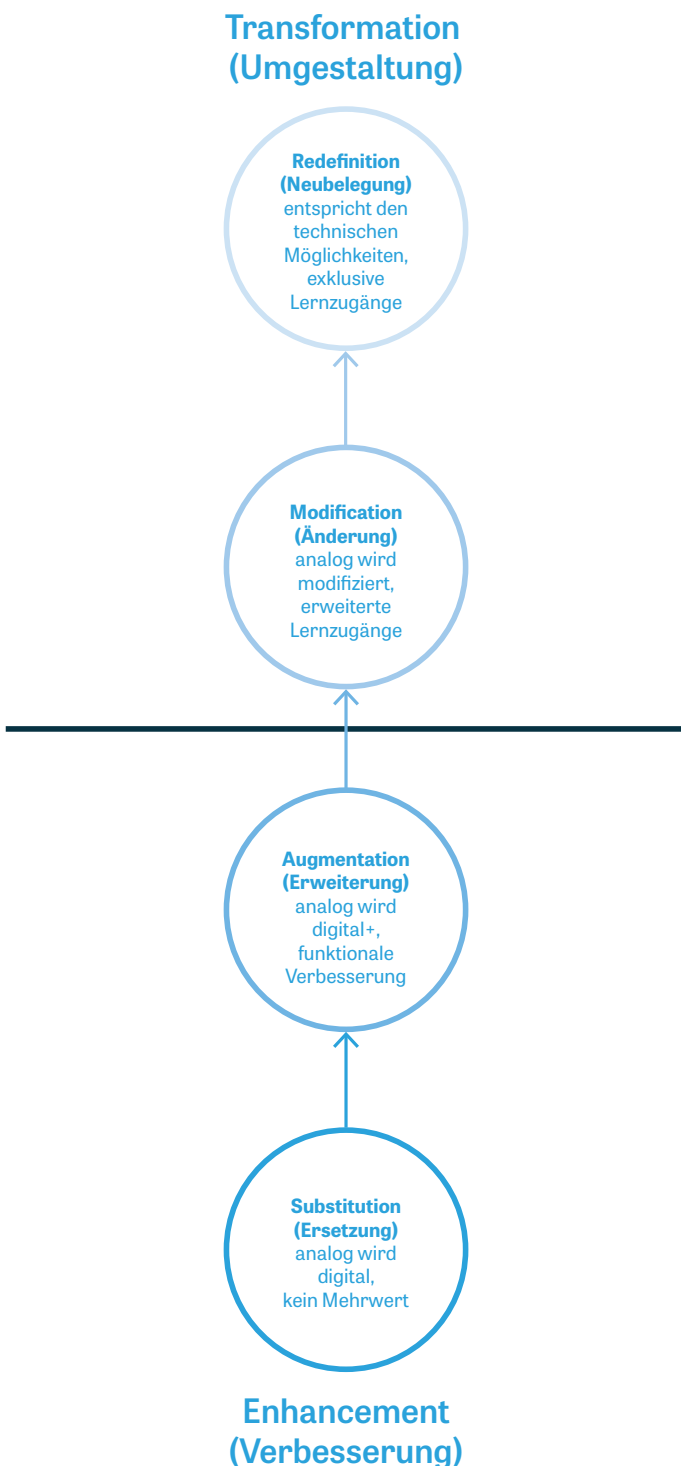 Transformation
(Umgestaltung)
Redefinition
(Neubelegung)
entspricht den
technischen
Möglichkeiten,
exklusive
Lernzugänge
Modification
(Änderung)
analog wird
modifiziert,
erweiterte
Lernzugänge
Augmentation
(Erweiterung)
analog wird
digital+,
funktionale
Verbesserung
Substitution
(Ersetzung)
analog wird
digital,
kein Mehrwert
Enhancement
(Verbesserung)